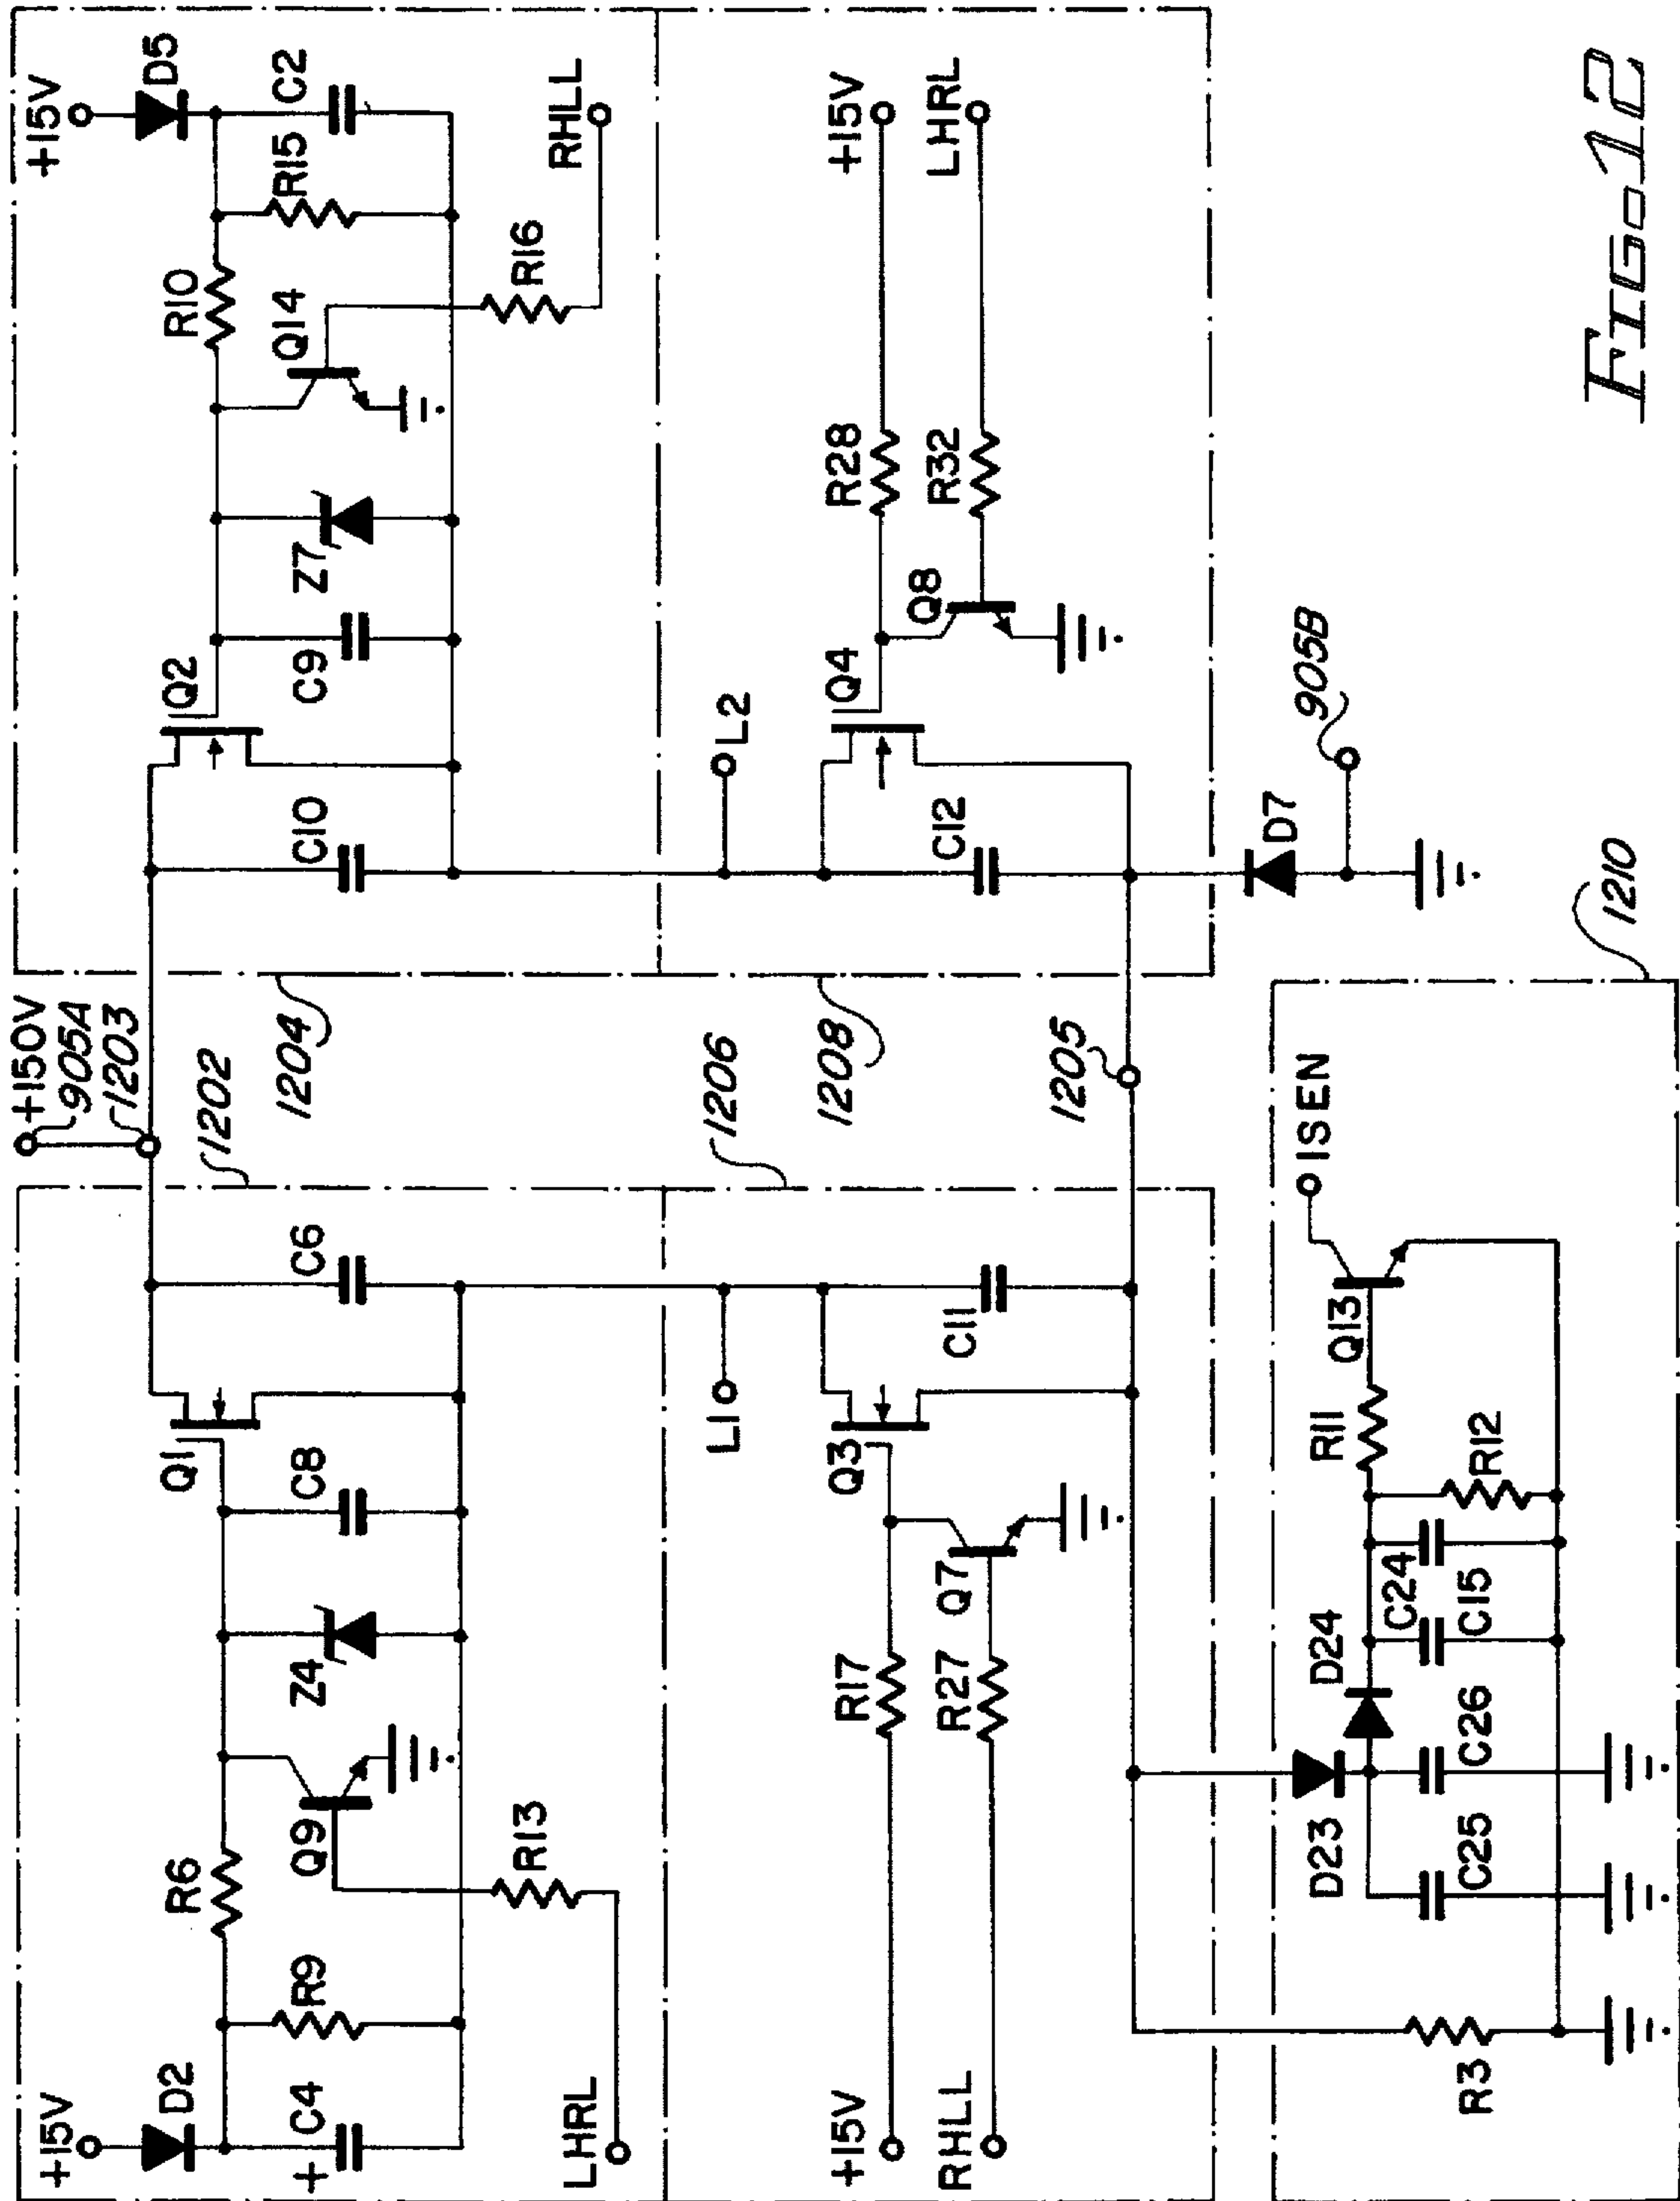 +15V
D2
C4
+
R9
R6
Q9
R13
LHRL
Z4
C8
Q1
C6
1202
+150V
905A
1203
1204
C10
Q2
C9
Z7
Q14
R10
R15
R16
D5
C2
+15V
RHLL
+15V
RHLL
R17
R27
Q7
Q3
L1
C11
1206
1208
1205
L2
C12
Q4
Q8
R28
R32
+15V
LHRL
D7
905B
R3
D23
C25
C26
D24
C24
C15
R12
R11
Q13
ISEN
1210
FIG.12